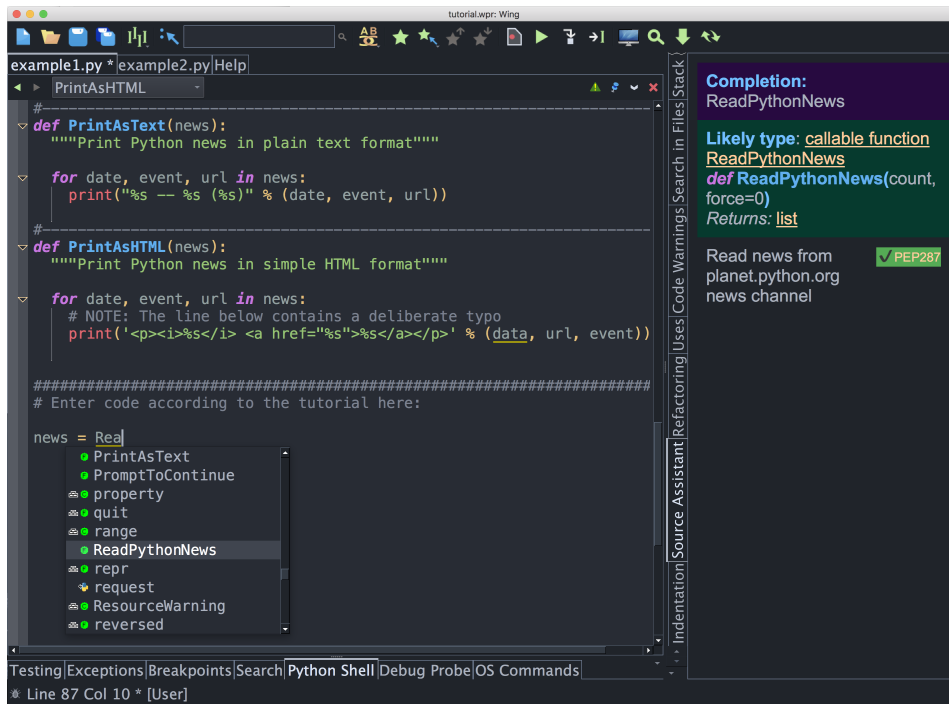 tutorial.wpr: Wing
AB
example1.py * example2.py Help
PrintAsHTML
#----------------------------------------------------------------------
def PrintAsText(news):
"""Print Python news in plain text format"""
for date, event, url in news:
print("%s -- %s (%s)" % (date, event, url))
#----------------------------------------------------------------------
def PrintAsHTML(news):
"""Print Python news in simple HTML format"""
for date, event, url in news:
# NOTE: The line below contains a deliberate typo
print('<p><i>%s</i> <a href="%s">%s</a></p>' % (data, url, event))
#######################################################################
# Enter code according to the tutorial here:
news = Rea
PrintAsText
PromptToContinue
property
quit
range
ReadPythonNews
repr
request
ResourceWarning
reversed
Stack
Search in Files
Code Warnings
Uses
Refactoring
Source Assistant
Indentation
Completion:
ReadPythonNews
Likely type: callable function
ReadPythonNews
def ReadPythonNews(count,
force=0)
Returns: list
Read news from
planet.python.org
news channel
✓PEP287
Testing Exceptions Breakpoints Search Python Shell Debug Probe OS Commands
Line 87 Col 10 * [User]